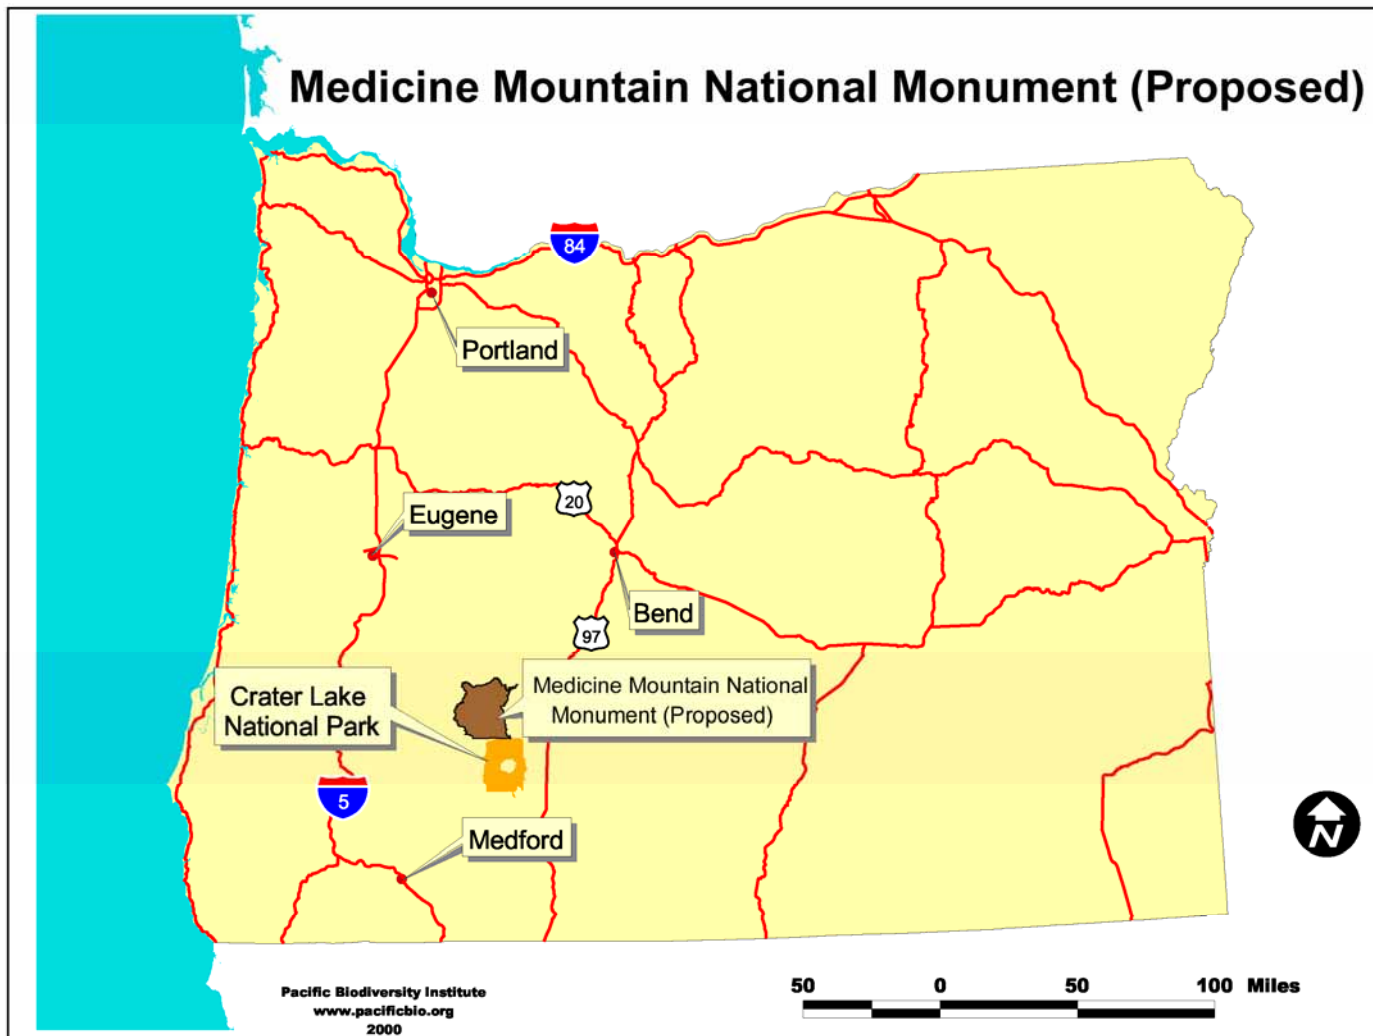 Medicine Mountain National Monument (Proposed)
84
Portland
20
Eugene
Bend
97
Medicine Mountain National
Monument (Proposed)
Crater Lake
National Park
5
Medford
N
50 0 50 100 Miles
Pacific Biodiversity Institute
www.pacificbio.org
2000